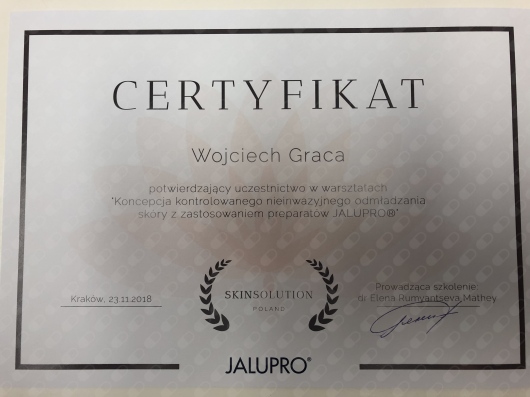 CERTYFIKAT
Wojciech Graca
potwierdzający uczestnictwo w warsztatach
"Koncepcja kontrolowanego nieinwazyjnego odmładzania
skóry z zastosowaniem preparatów JALUPRO®"
Kraków, 23.11.2018
SKINSOLUTION
POLAND
Prowadząca szkolenie:
dr Elena Rumyantseva Mathey
JALUPRO®